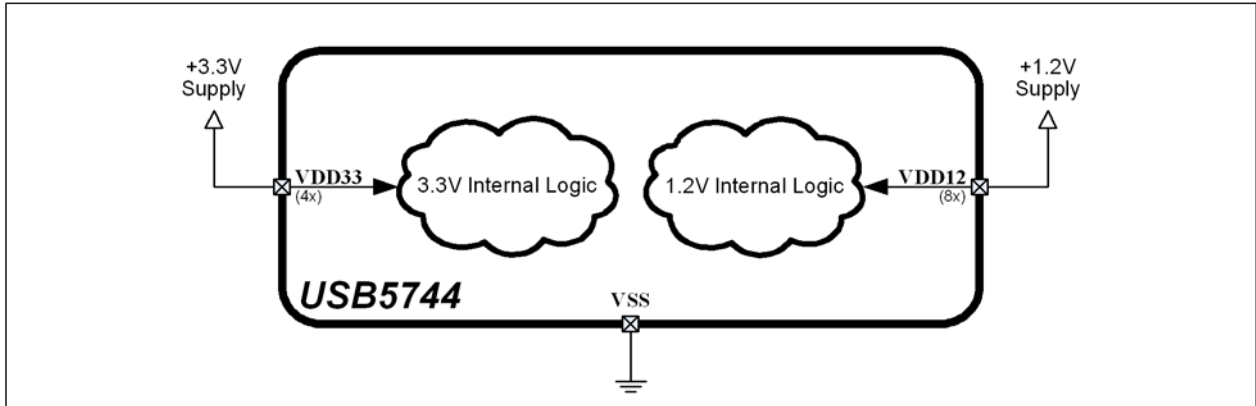 +3.3V
Supply
+1.2V
Supply
VDD33
(4x)
3.3V Internal Logic
1.2V Internal Logic
VDD12
(8x)
USB5744
VSS